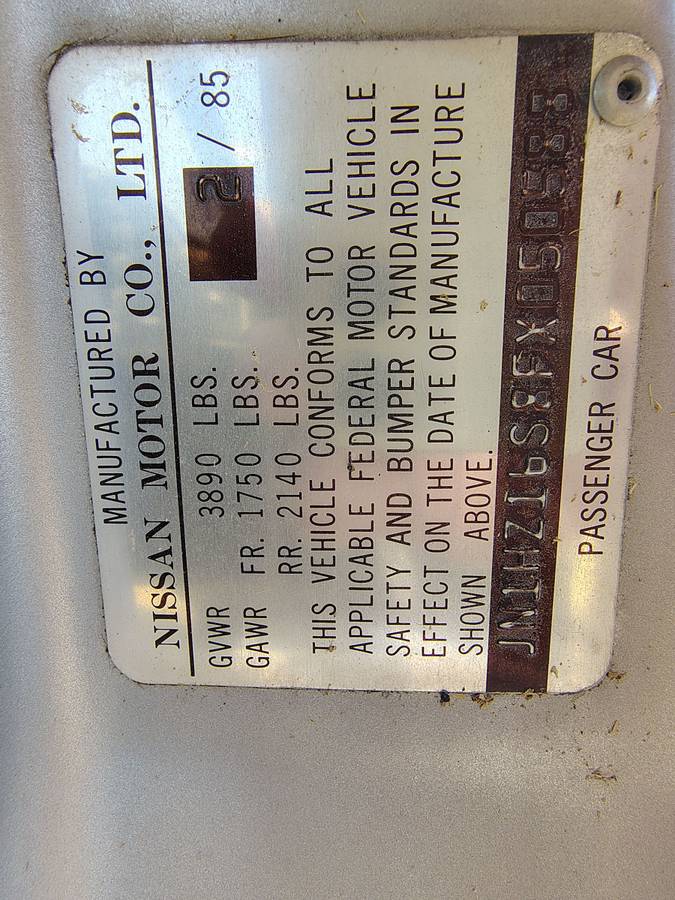 MANUFACTURED BY
NISSAN MOTOR CO., LTD.
GVWR 3890 LBS. 2 / 85
GAWR FR. 1750 LBS.
RR. 2140 LBS.
THIS VEHICLE CONFORMS TO ALL
APPLICABLE FEDERAL MOTOR VEHICLE
SAFETY AND BUMPER STANDARDS IN
EFFECT ON THE DATE OF MANUFACTURE
SHOWN ABOVE.
JN1HZ16S8FX050588
PASSENGER CAR